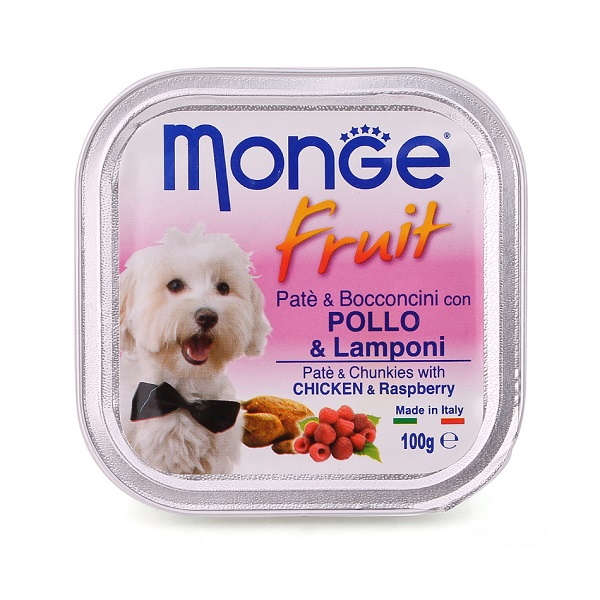 MonGe®
Fruit
Patè & Bocconcini con
POLLO
& Lamponi
Patè & Chunkies with
CHICKEN & Raspberry
Made in Italy
100g ℮